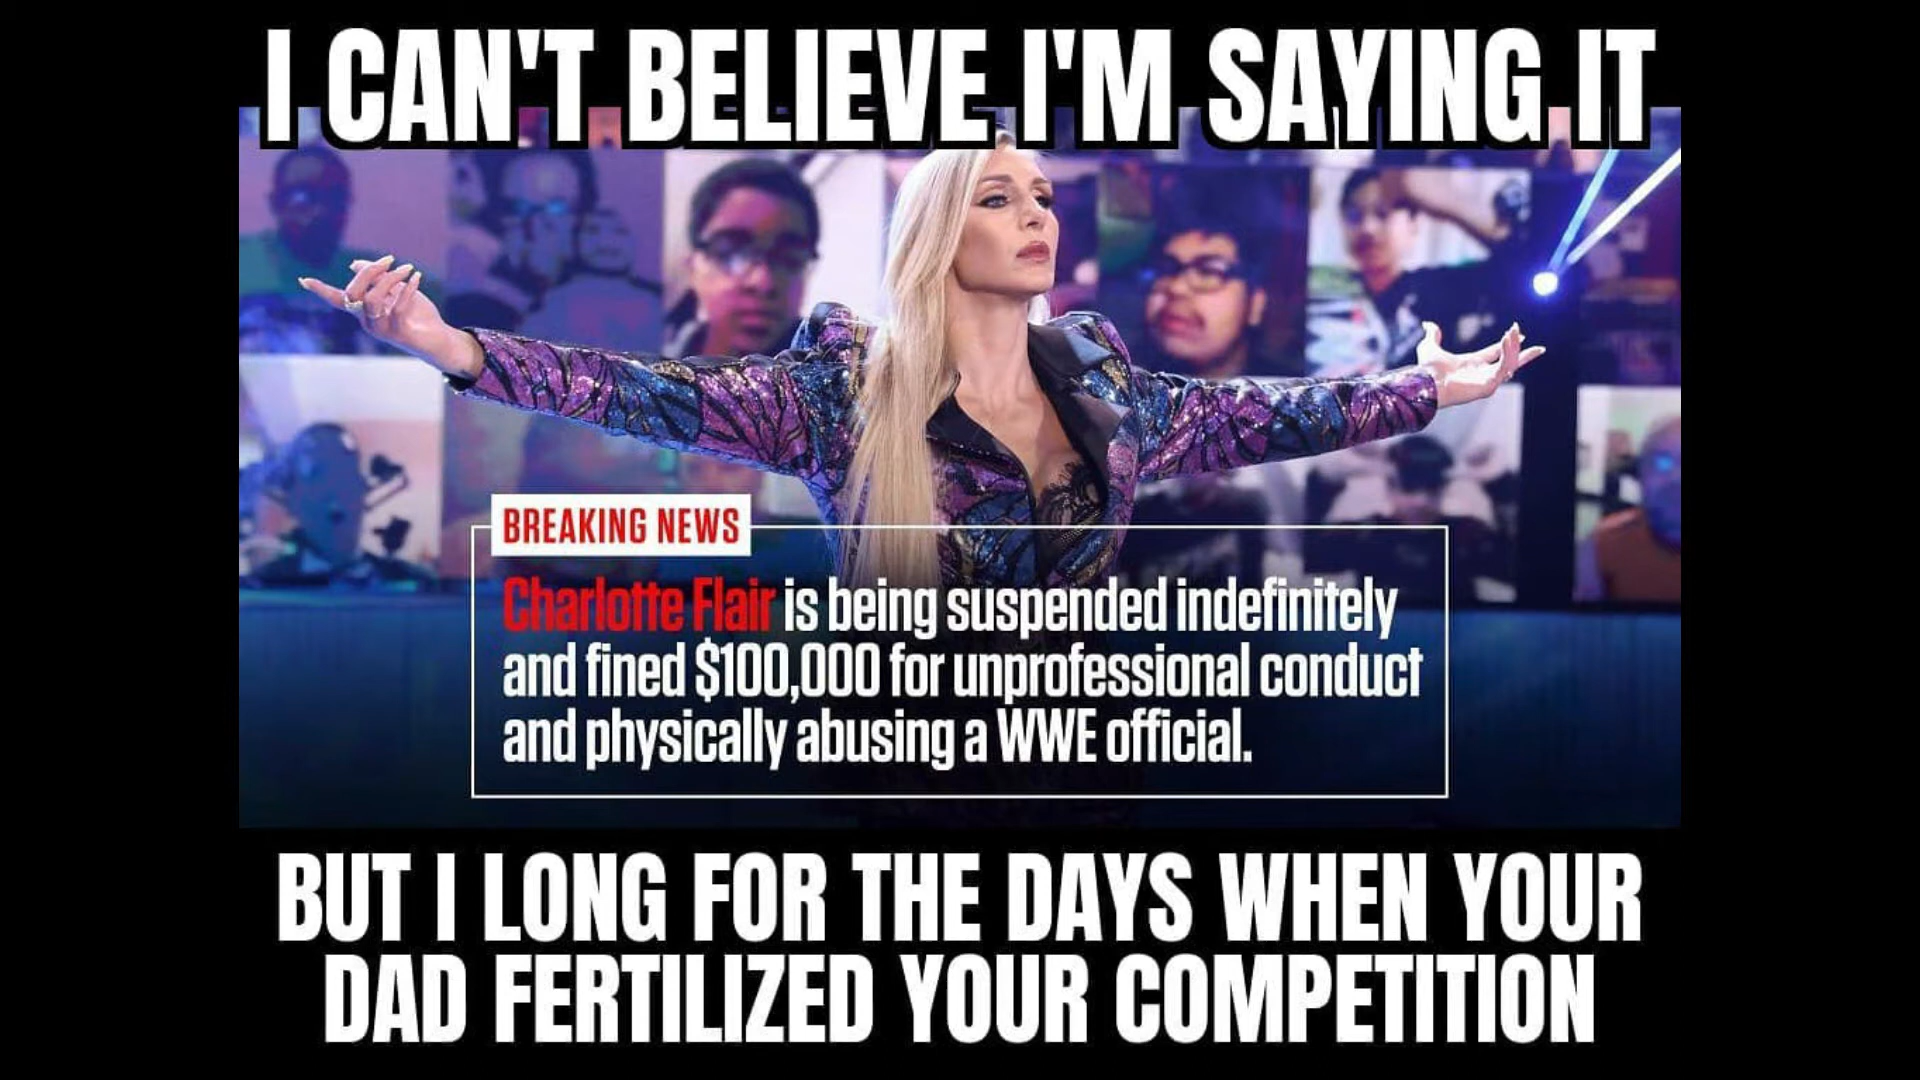 I CAN'T BELIEVE I'M SAYING IT
BREAKING NEWS
Charlotte Flair is being suspended indefinitely
and fined $100,000 for unprofessional conduct
and physically abusing a WWE official.
BUT I LONG FOR THE DAYS WHEN YOUR
DAD FERTILIZED YOUR COMPETITION